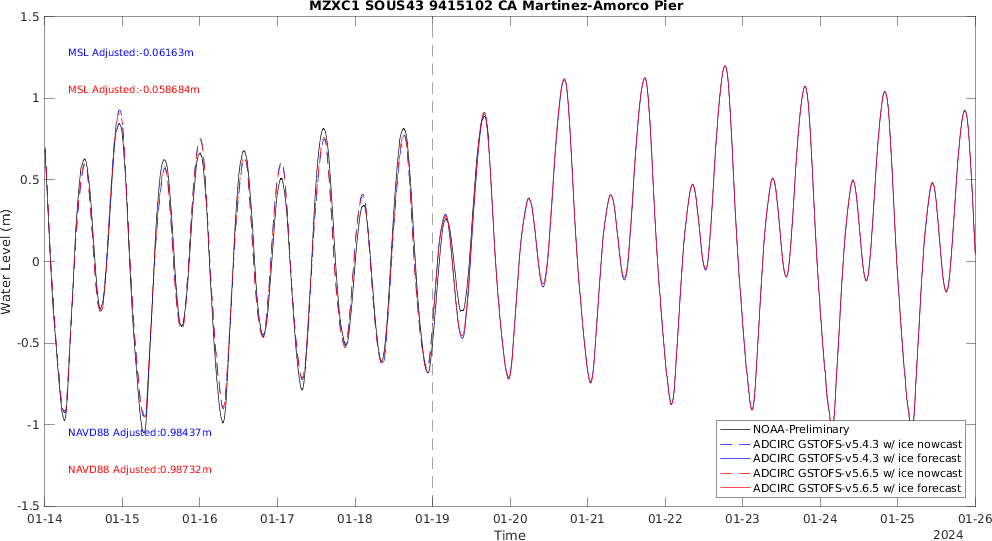 MZXC1 SOUS43 9415102 CA Martinez-Amorco Pier
MSL Adjusted:-0.06163m
MSL Adjusted:-0.058684m
NAVD88 Adjusted:0.98437m
NAVD88 Adjusted:0.98732m
Water Level (m)
1.5
1
0.5
0
-0.5
-1
-1.5
NOAA-Preliminary
ADCIRC GSTOFS-v5.4.3 w/ ice nowcast
ADCIRC GSTOFS-v5.4.3 w/ ice forecast
ADCIRC GSTOFS-v5.6.5 w/ ice nowcast
ADCIRC GSTOFS-v5.6.5 w/ ice forecast
01-14 01-15 01-16 01-17 01-18 01-19 01-20 01-21 01-22 01-23 01-24 01-25 01-26
Time
2024